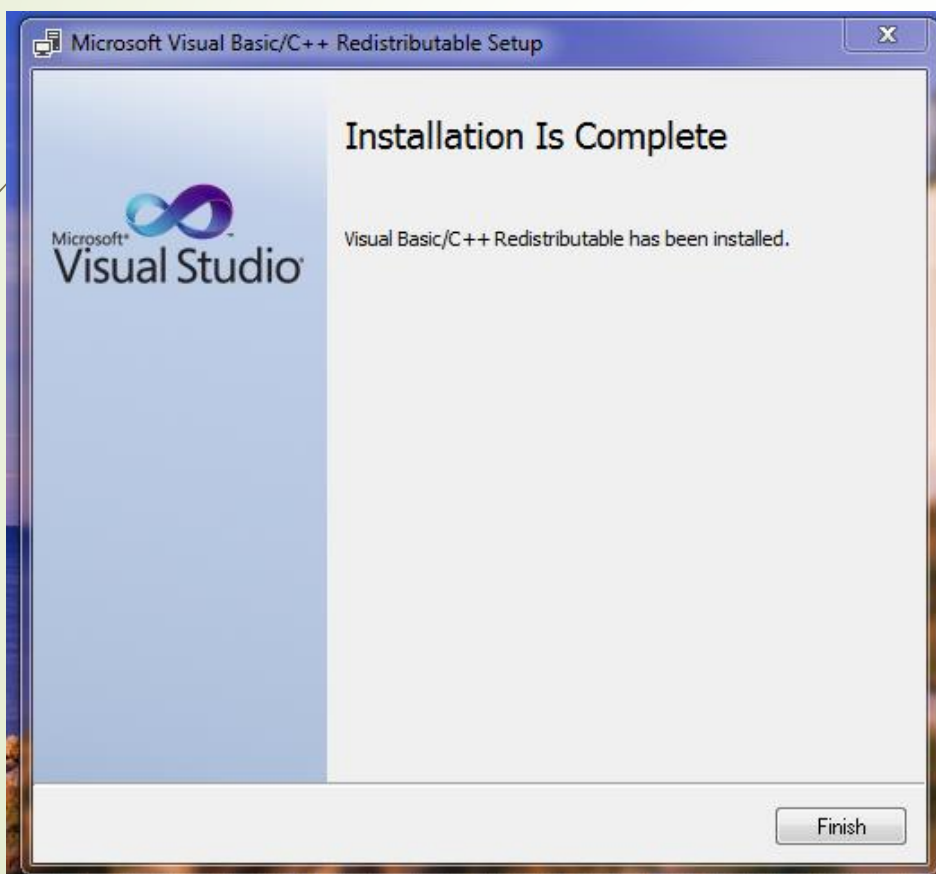 Microsoft Visual Basic/C++ Redistributable Setup
Installation Is Complete
Microsoft®
Visual Studio®
Visual Basic/C++ Redistributable has been installed.
Finish